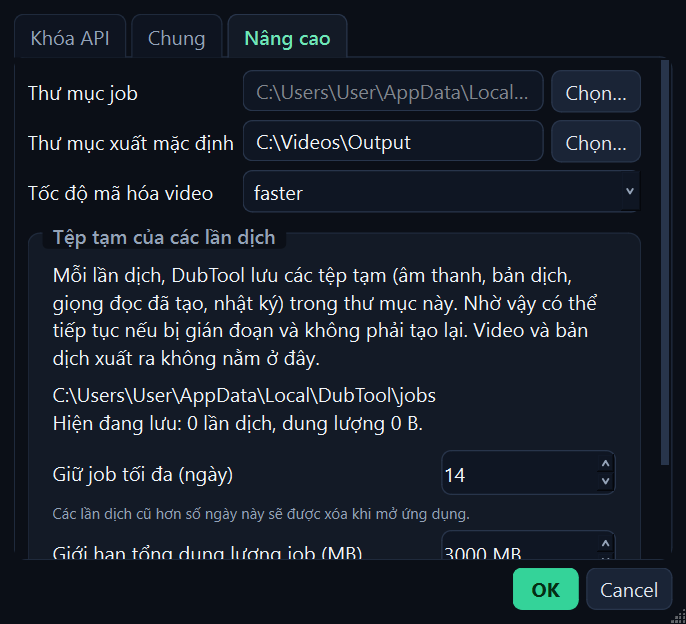 Khóa API Chung Nâng cao
Thư mục job C:\Users\User\AppData\Local... Chọn...
Thư mục xuất mặc định C:\Videos\Output Chọn...
Tốc độ mã hóa video faster
Tệp tạm của các lần dịch
Mỗi lần dịch, DubTool lưu các tệp tạm (âm thanh, bản dịch,
giọng đọc đã tạo, nhật ký) trong thư mục này. Nhờ vậy có thể
tiếp tục nếu bị gián đoạn và không phải tạo lại. Video và bản
dịch xuất ra không nằm ở đây.
C:\Users\User\AppData\Local\DubTool\jobs
Hiện đang lưu: 0 lần dịch, dung lượng 0 B.
Giữ job tối đa (ngày) 14
Các lần dịch cũ hơn số ngày này sẽ được xóa khi mở ứng dụng.
Giới hạn tổng dung lượng job (MB) 3000 MB
OK Cancel